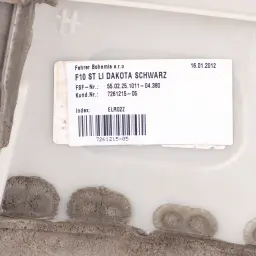 Fehrer Bohemia s.r.o 16.01.2012
F10 ST LI DAKOTA SCHWARZ
FSF-Nr.: 55.02.25.1011-04.380
Kund.Nr.: 7261215-05
Index: ELR022
7261215-05